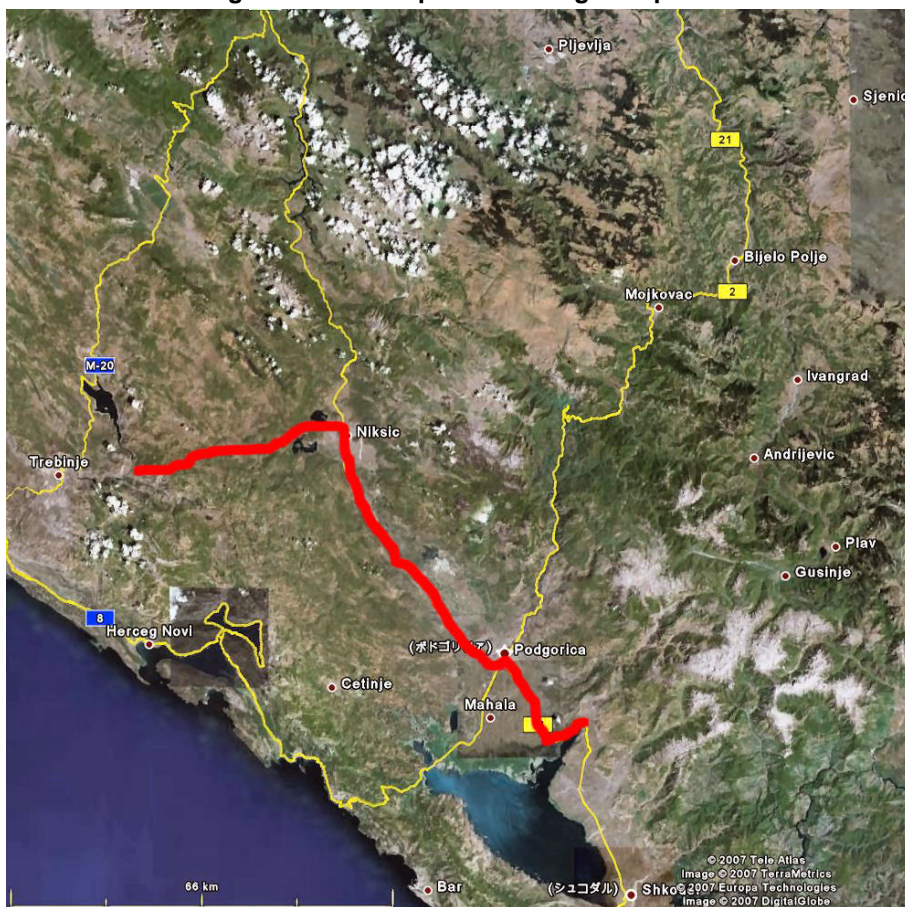 Pljevlja
Sjenic
21
Bijelo Polje
2
Mojkovac
M-20
Ivangrad
Niksic
Andrijevic
Trebinje
Plav
Gusinje
8
Herceg Novi
Podgorica
Cetinje
Mahala
© 2007 Tele Atlas
Image © 2007 TerraMetrics
© 2007 Europa Technologies
Image © 2007 DigitalGlobe
66 km
Bar
(シュコダル)